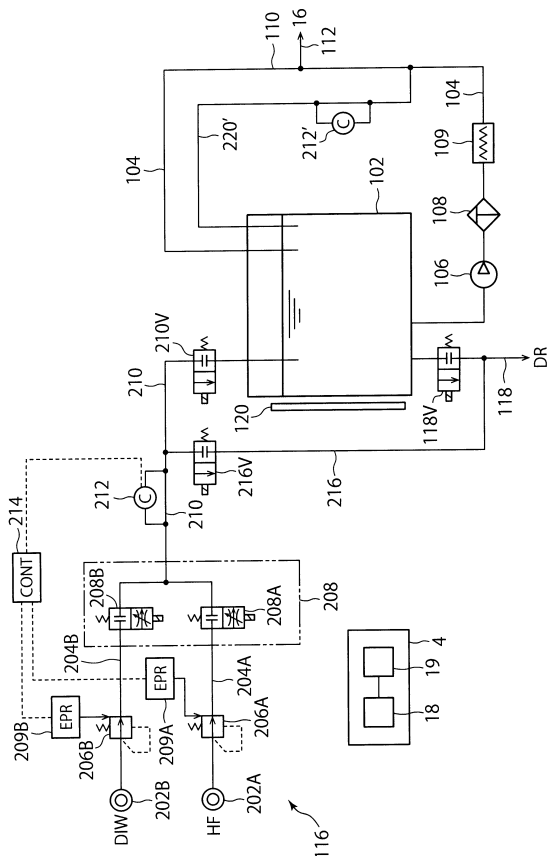 16
110
112
104
220'
212'
C
104
109
102
108
106
210V
210
120
118V
DR
118
216V
216
212
C
210
214
CONT
208B
208
208A
204B
204A
EPR
209B
206B
EPR
209A
206A
DIW
202B
HF
202A
116
4
19
18